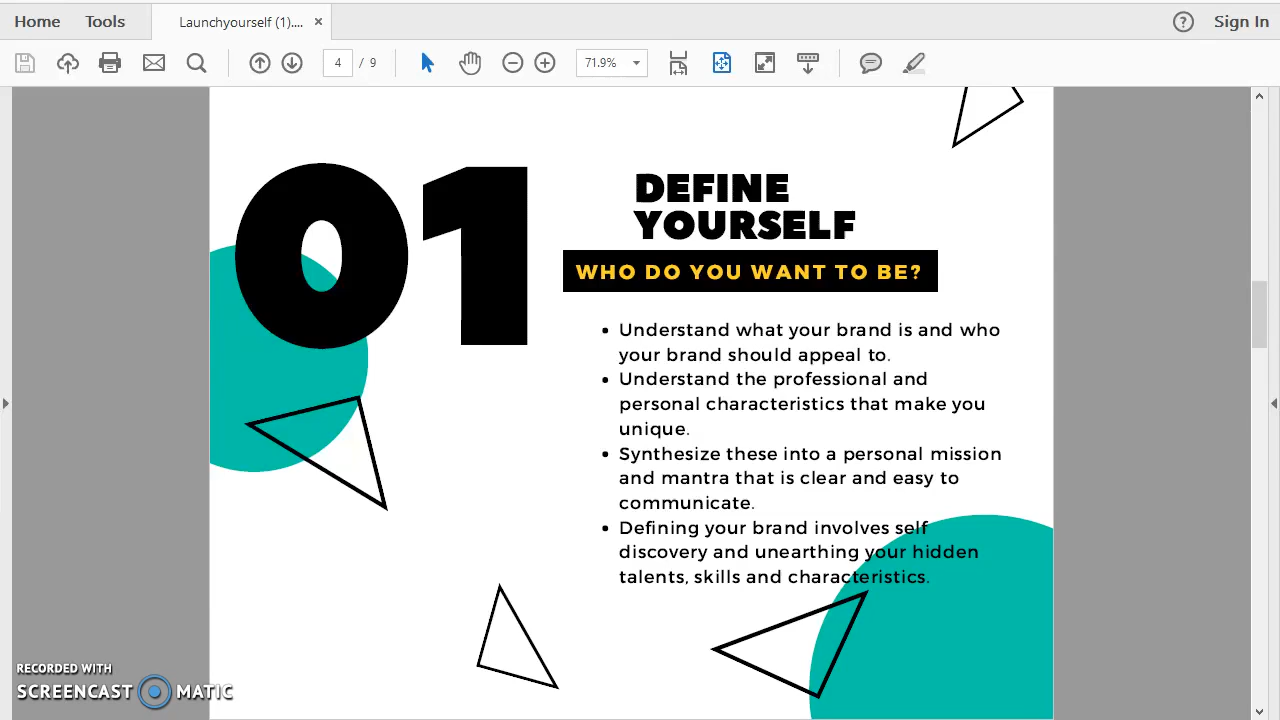 Home Tools Launchyourself (1).... × Sign In
4 / 9 71.9%
01
DEFINE
YOURSELF
WHO DO YOU WANT TO BE?
• Understand what your brand is and who
your brand should appeal to.
• Understand the professional and
personal characteristics that make you
unique.
• Synthesize these into a personal mission
and mantra that is clear and easy to
communicate.
• Defining your brand involves self
discovery and unearthing your hidden
talents, skills and characteristics.
RECORDED WITH
SCREENCAST MATIC